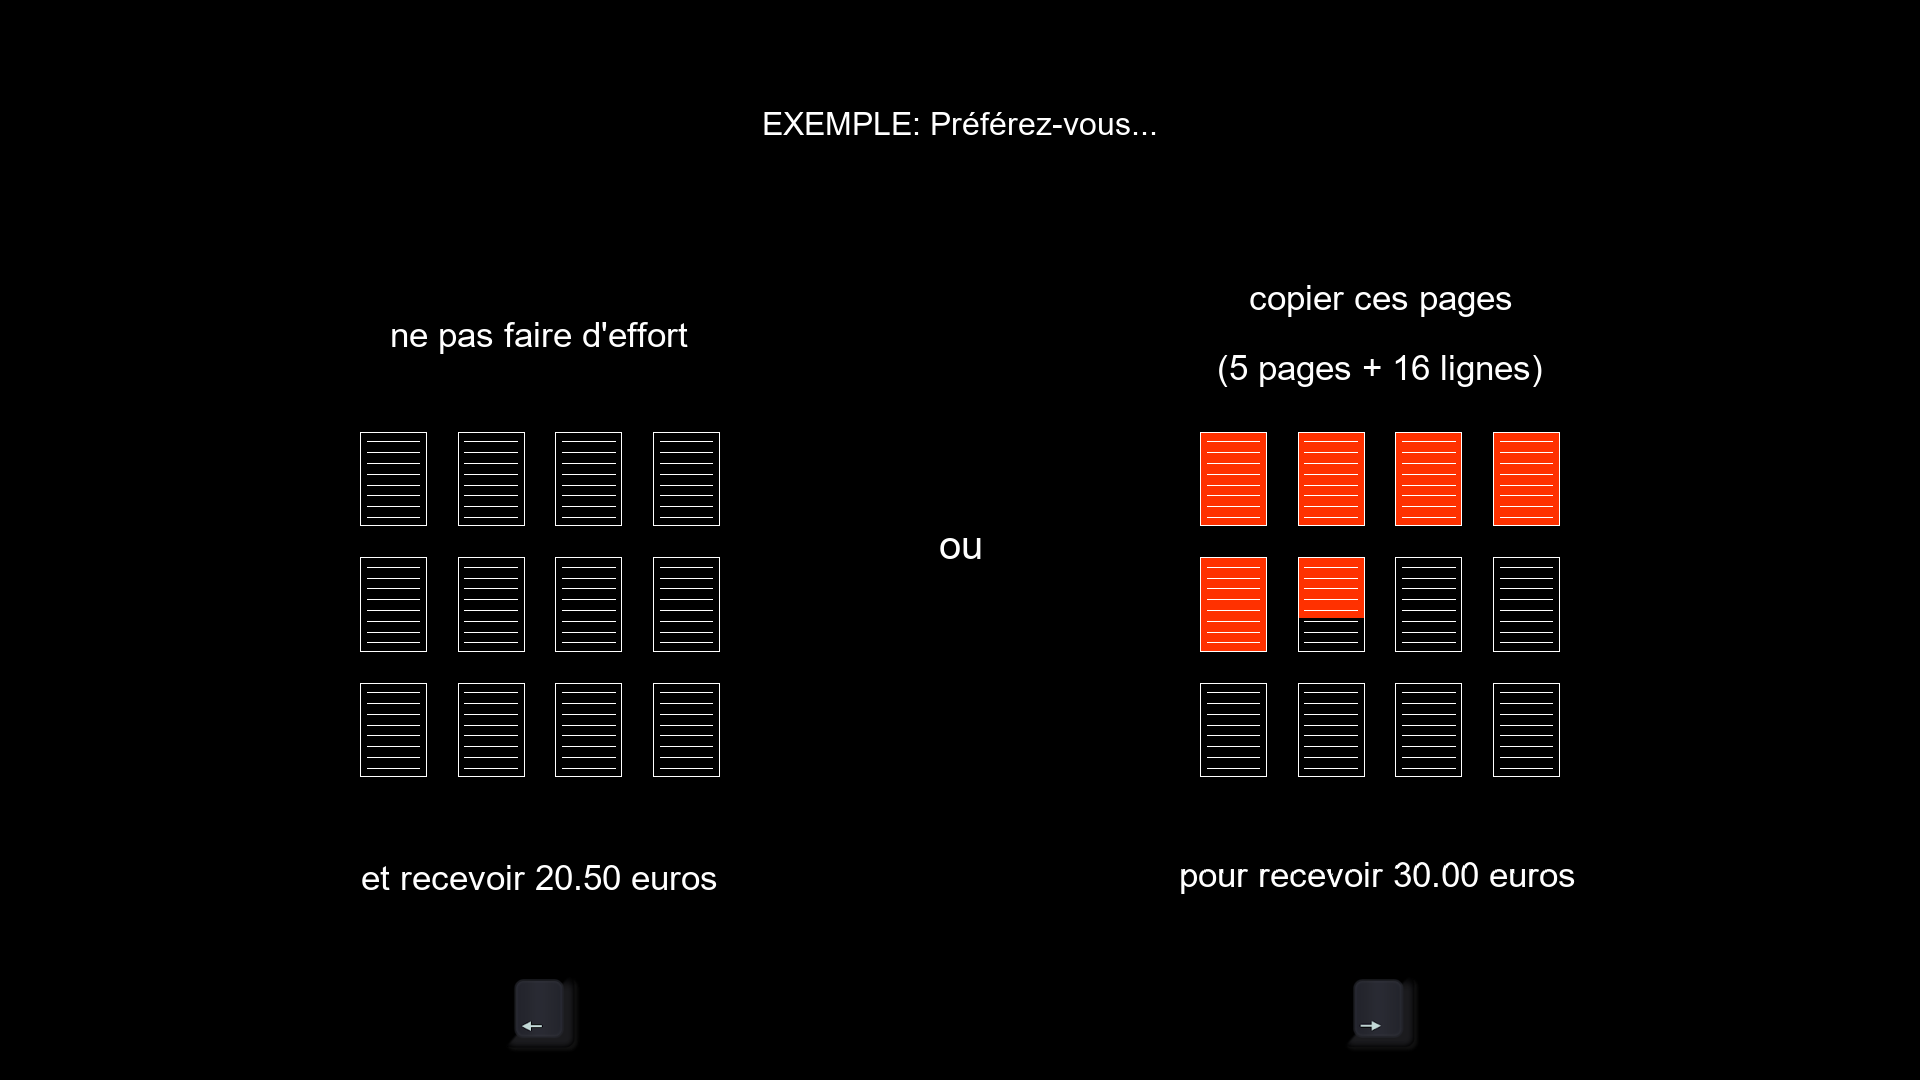 EXEMPLE: Préférez-vous...
ne pas faire d'effort
et recevoir 20.50 euros
ou
copier ces pages
(5 pages + 16 lignes)
pour recevoir 30.00 euros